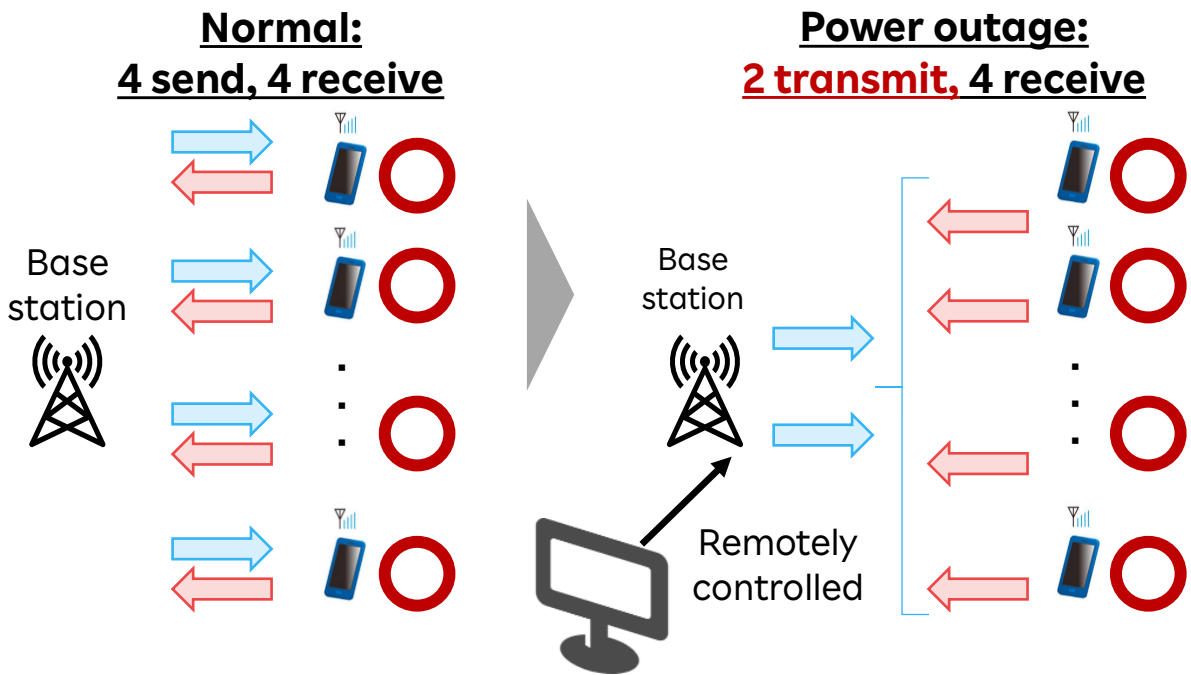 Normal:
4 send, 4 receive
Power outage:
2 transmit, 4 receive
Base
station
Base
station
Remotely
controlled